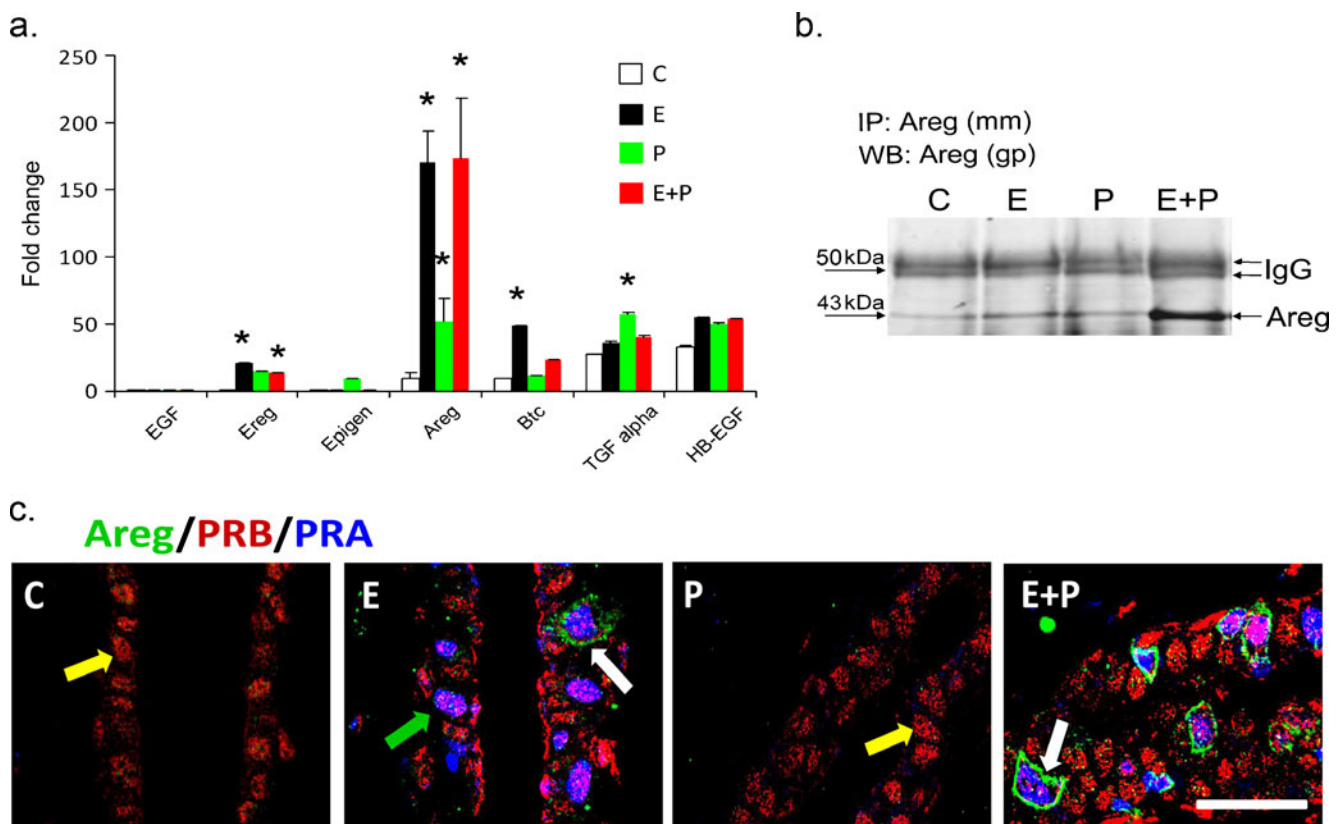 a.
250
200
150
100
50
0
Fold change
* * * * * * *
C
E
P
E+P
EGF
Ereg
Epigen
Areg
Btc
TGF alpha
HB-EGF
b.
IP: Areg (mm)
WB: Areg (gp)
C E P E+P
50kDa
IgG
43kDa
Areg
c.
Areg/PRB/PRA
C
E
P
E+P